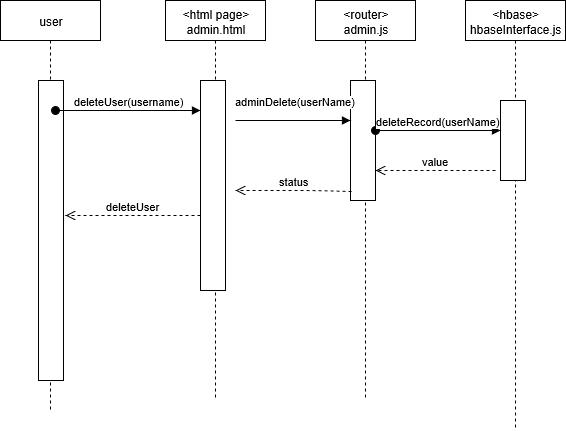 user
<html page>
admin.html
<router>
admin.js
<hbase>
hbaseInterface.js
deleteUser(username)
adminDelete(userName)
deleteRecord(userName)
value
status
deleteUser